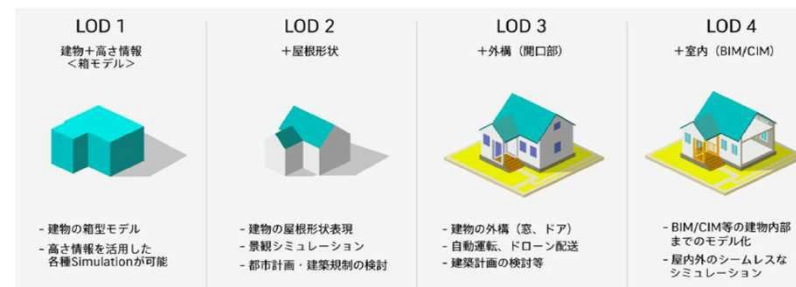 LOD 1
建物＋高さ情報
＜箱モデル＞
- 建物の箱型モデル
- 高さ情報を活用した
各種Simulationが可能
LOD 2
＋屋根形状
- 建物の屋根形状表現
- 景観シミュレーション
- 都市計画・建築規制の検討
LOD 3
＋外構（開口部）
- 建物の外構（窓、ドア）
- 自動運転、ドローン配送
- 建築計画の検討等
LOD 4
＋室内（BIM/CIM）
- BIM/CIM等の建物内部
までのモデル化
- 屋内外のシームレスな
シミュレーション